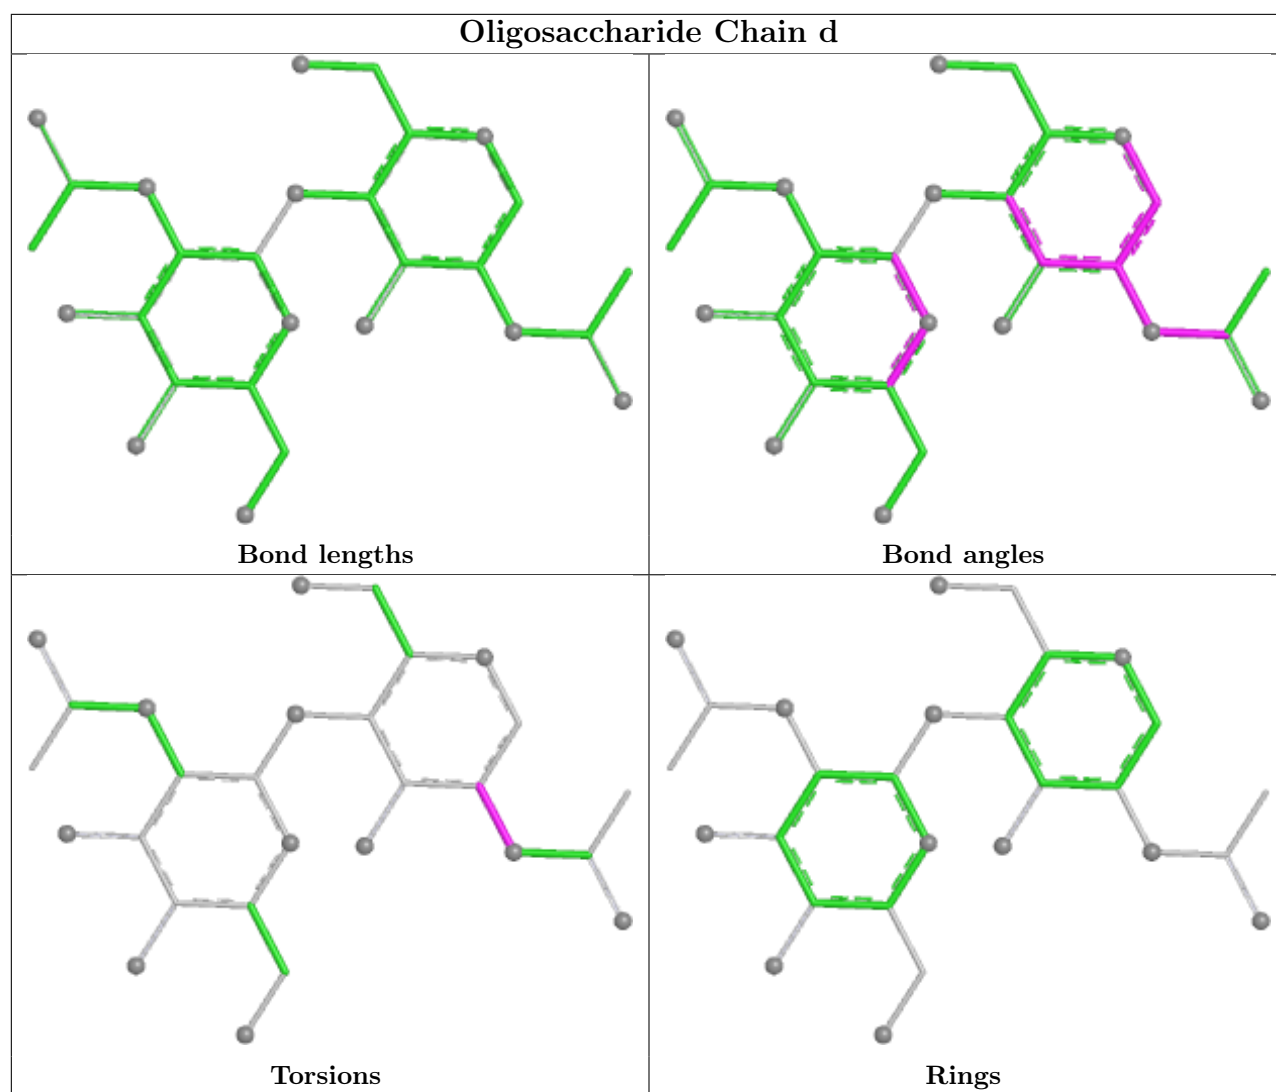 Oligosaccharide Chain d
Bond lengths
Bond angles
Torsions
Rings